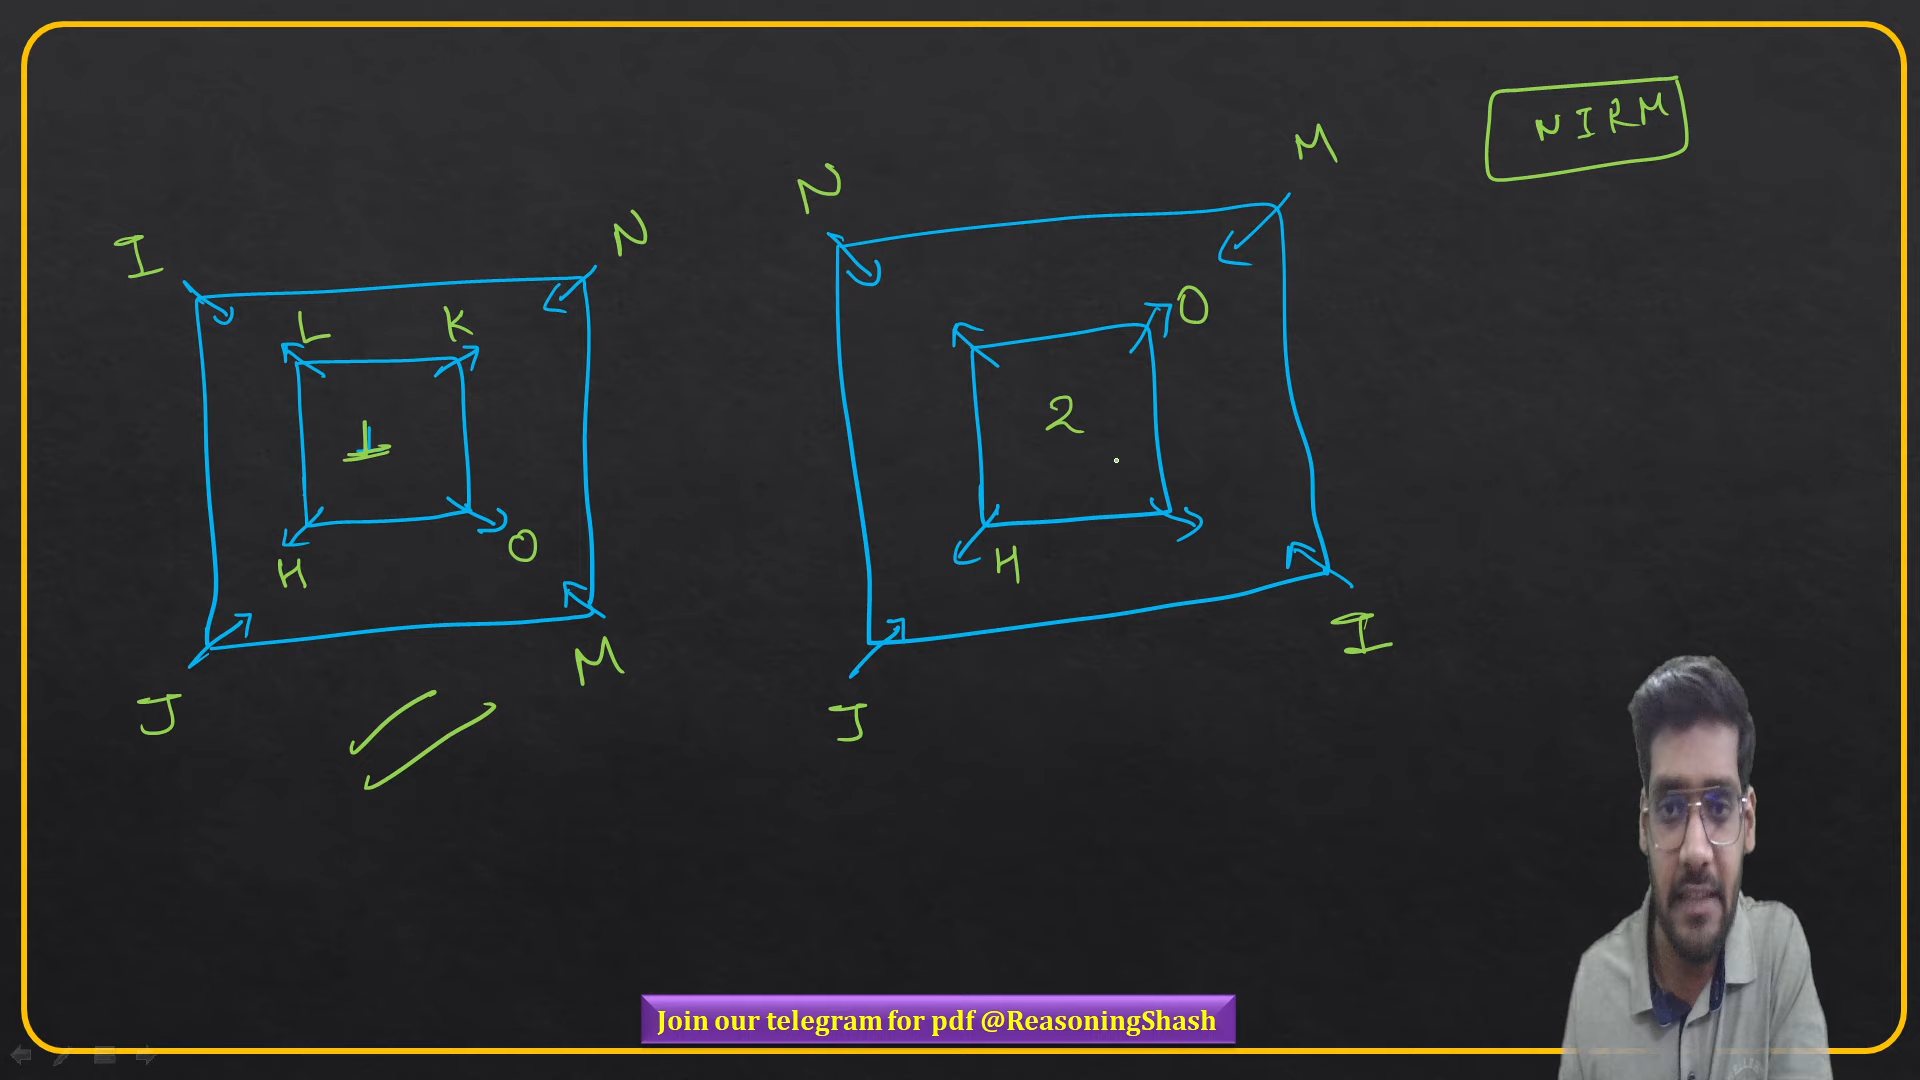 NIRM
I
N
L
K
1
H
O
J
M
N
M
O
2
H
J
I
Join our telegram for pdf @ReasoningShash